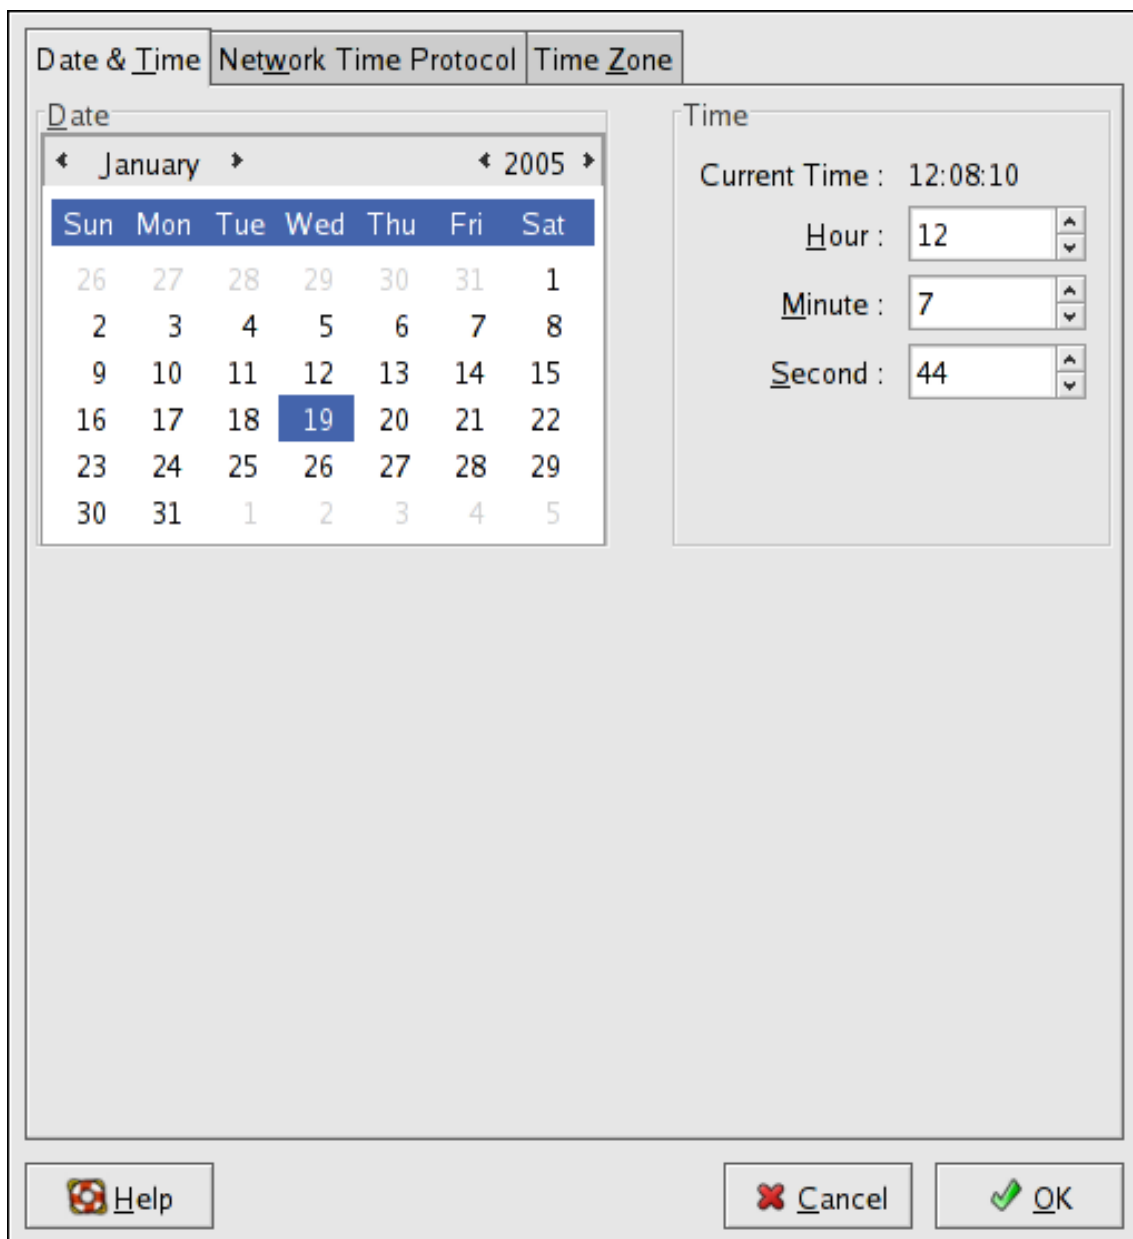 Date & Time Network Time Protocol Time Zone
Date
January 2005
Sun Mon Tue Wed Thu Fri Sat
26 27 28 29 30 31 1
2 3 4 5 6 7 8
9 10 11 12 13 14 15
16 17 18 19 20 21 22
23 24 25 26 27 28 29
30 31 1 2 3 4 5
Time
Current Time : 12:08:10
Hour : 12
Minute : 7
Second : 44
Help Cancel OK